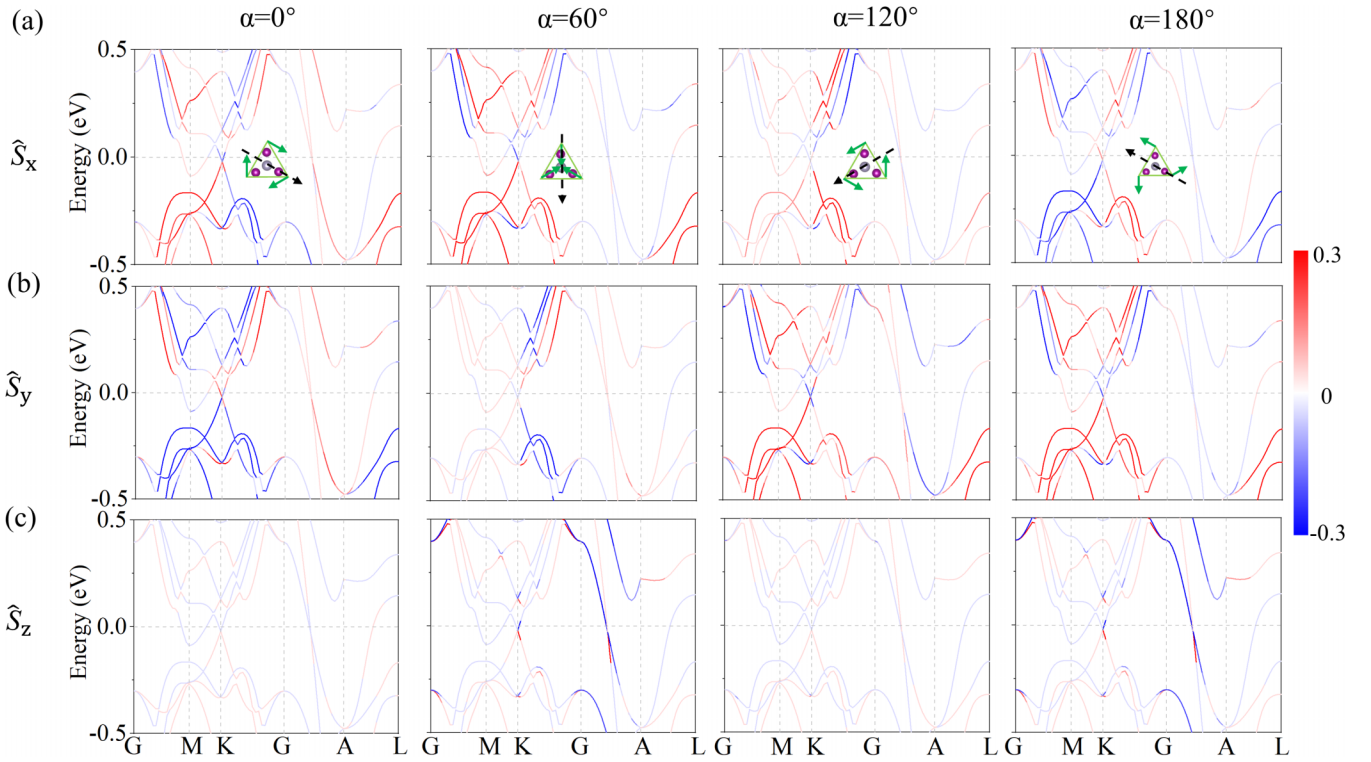 (a) α=0° α=60° α=120° α=180°
0.5
Ŝx Energy (eV) 0.0
-0.5
(b) 0.5
Ŝy Energy (eV) 0.0
-0.5
0.3
0
-0.3
(c) 0.5
Ŝz Energy (eV) 0.0
-0.5
G M K G A L G M K G A L G M K G A L G M K G A L